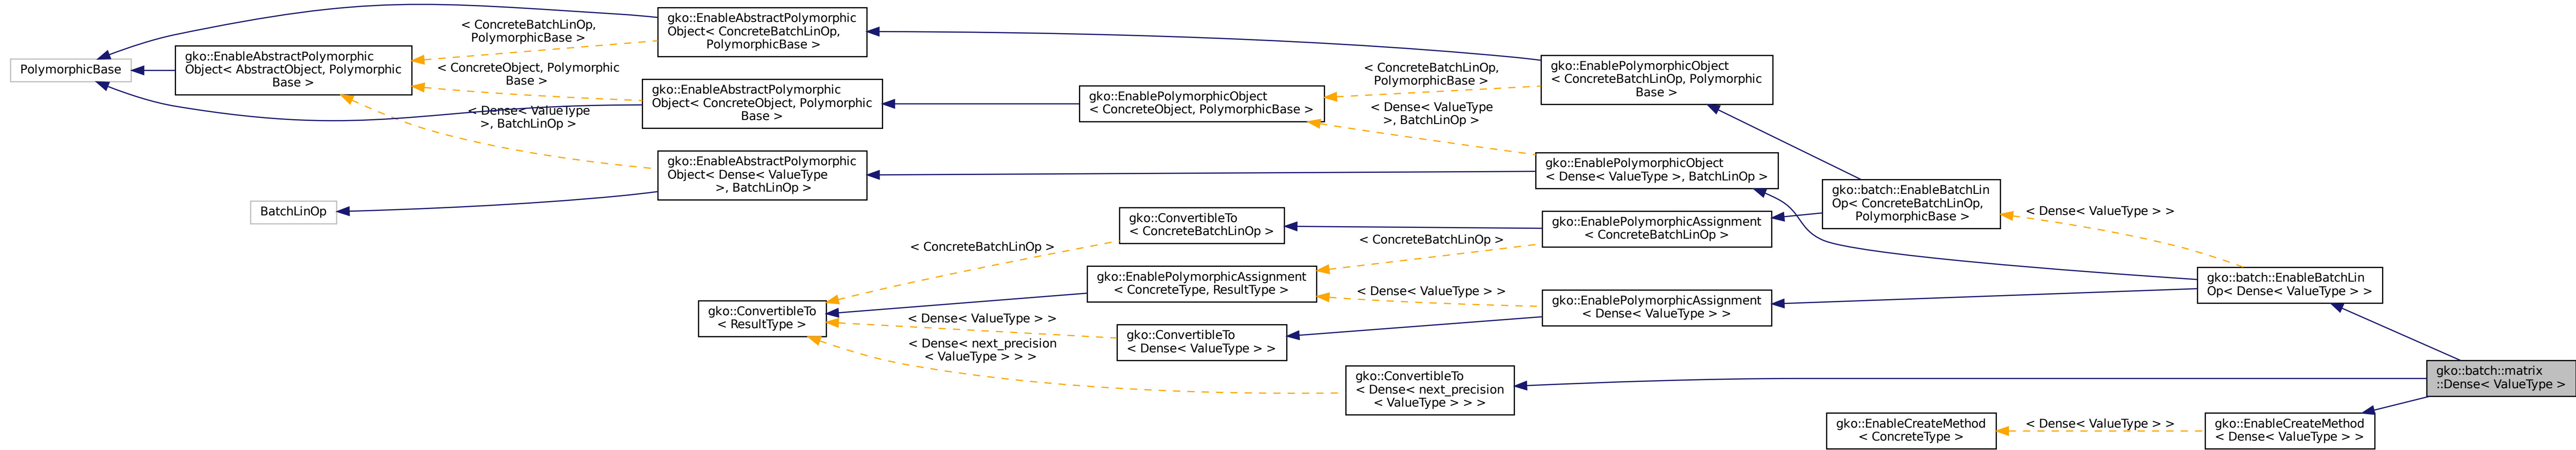 PolymorphicBase
gko::EnableAbstractPolymorphic
Object< AbstractObject, Polymorphic
Base >
BatchLinOp
< ConcreteBatchLinOp,
PolymorphicBase >
< ConcreteObject, Polymorphic
Base >
< Dense< ValueType
>, BatchLinOp >
gko::EnableAbstractPolymorphic
Object< ConcreteBatchLinOp,
PolymorphicBase >
gko::EnableAbstractPolymorphic
Object< ConcreteObject, Polymorphic
Base >
gko::EnableAbstractPolymorphic
Object< Dense< ValueType
>, BatchLinOp >
gko::ConvertibleTo
< ResultType >
< ConcreteBatchLinOp >
< Dense< ValueType > >
< Dense< next_precision
< ValueType > > >
gko::EnablePolymorphicObject
< ConcreteObject, PolymorphicBase >
gko::ConvertibleTo
< ConcreteBatchLinOp >
gko::EnablePolymorphicAssignment
< ConcreteType, ResultType >
gko::ConvertibleTo
< Dense< ValueType > >
< ConcreteBatchLinOp,
PolymorphicBase >
< Dense< ValueType
>, BatchLinOp >
< ConcreteBatchLinOp >
< Dense< ValueType > >
gko::ConvertibleTo
< Dense< next_precision
< ValueType > > >
gko::EnablePolymorphicObject
< ConcreteBatchLinOp, Polymorphic
Base >
gko::EnablePolymorphicObject
< Dense< ValueType >, BatchLinOp >
gko::EnablePolymorphicAssignment
< ConcreteBatchLinOp >
gko::EnablePolymorphicAssignment
< Dense< ValueType > >
gko::batch::EnableBatchLin
Op< ConcreteBatchLinOp,
PolymorphicBase >
gko::EnableCreateMethod
< ConcreteType >
< Dense< ValueType > >
< Dense< ValueType > >
gko::batch::EnableBatchLin
Op< Dense< ValueType > >
gko::EnableCreateMethod
< Dense< ValueType > >
gko::batch::matrix
::Dense< ValueType >